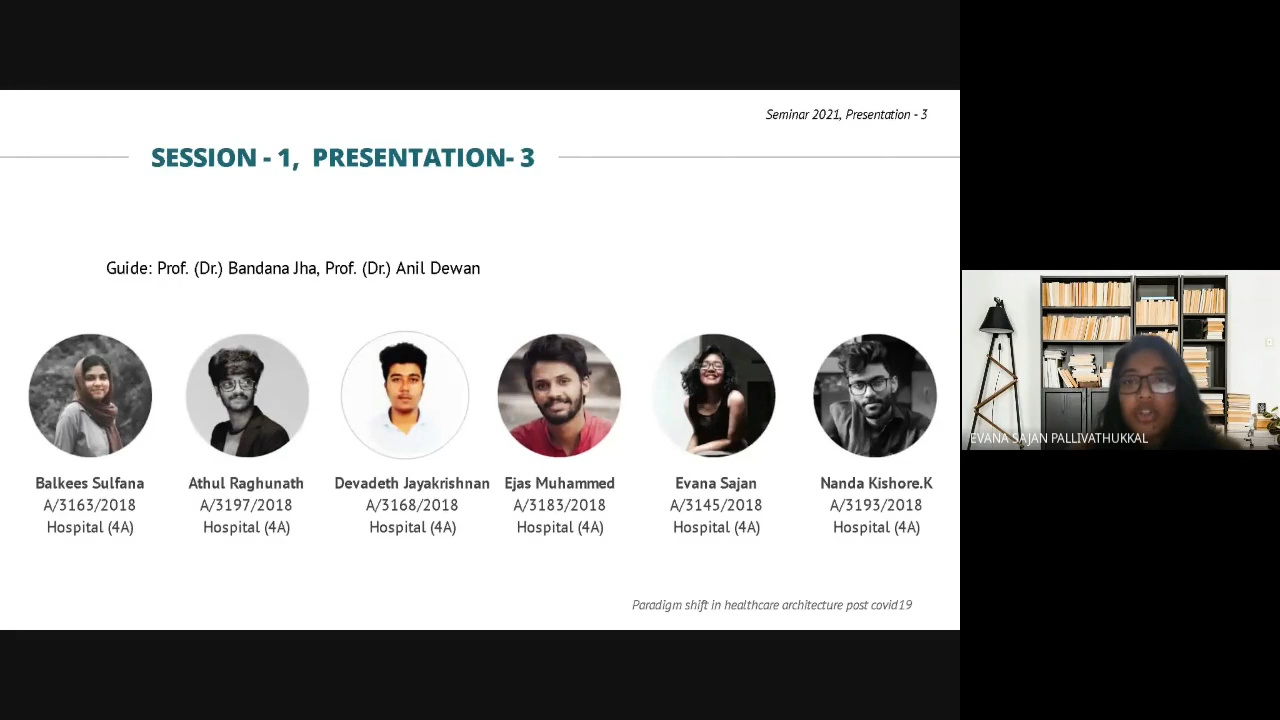 Seminar 2021, Presentation - 3
SESSION - 1, PRESENTATION- 3
Guide: Prof. (Dr.) Bandana Jha, Prof. (Dr.) Anil Dewan
Balkees Sulfana
A/3163/2018
Hospital (4A)
Athul Raghunath
A/3197/2018
Hospital (4A)
Devadeth Jayakrishnan
A/3168/2018
Hospital (4A)
Ejas Muhammed
A/3183/2018
Hospital (4A)
Evana Sajan
A/3145/2018
Hospital (4A)
Nanda Kishore.K
A/3193/2018
Hospital (4A)
Paradigm shift in healthcare architecture post covid19
EVANA SAJAN PALLIVATHUKKAL